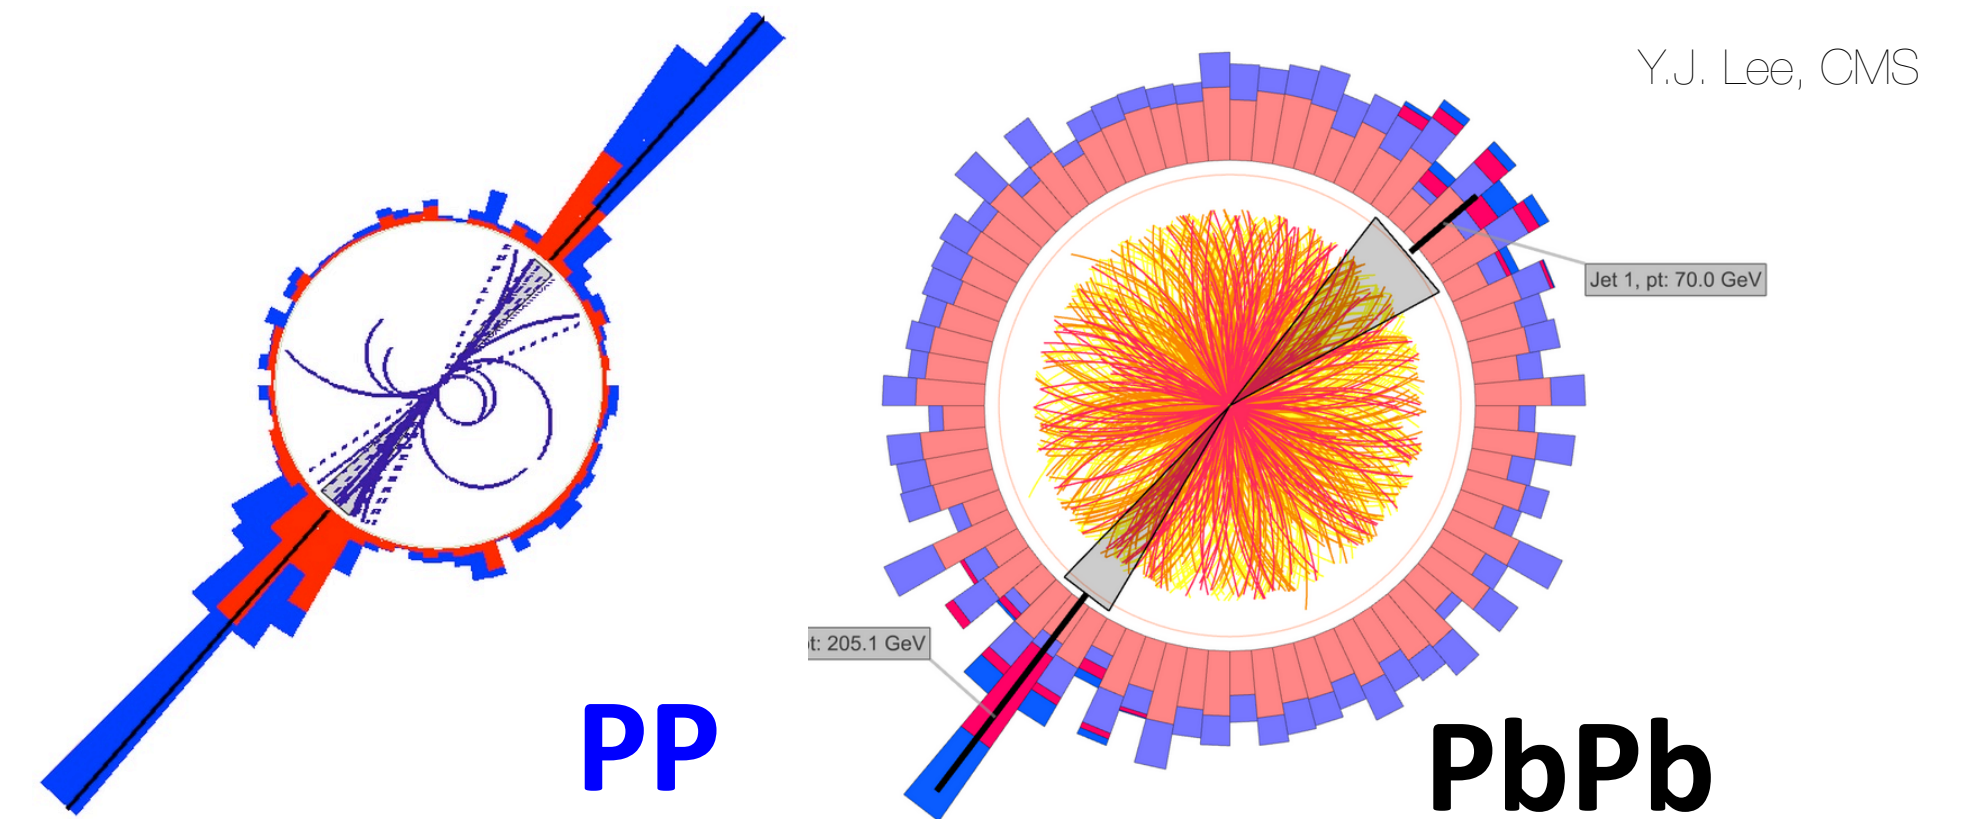 Y.J. Lee, CMS
Jet 1, pt: 70.0 GeV
t: 205.1 GeV
PP
PbPb